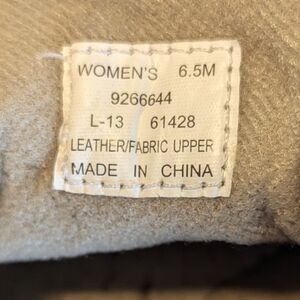 WOMEN'S 6.5M
9266644
L-13 61428
LEATHER/FABRIC UPPER
MADE IN CHINA